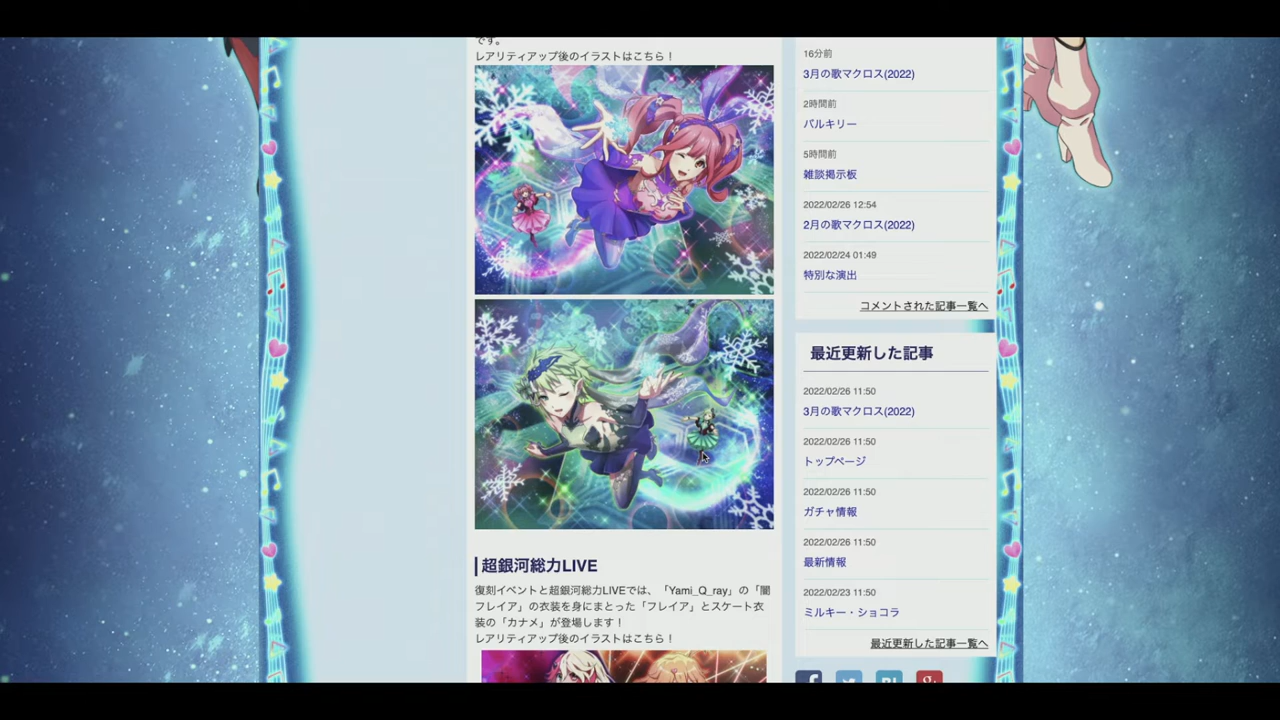 です。
レアリティアップ後のイラストはこちら！
超銀河総力LIVE
復刻イベントと超銀河総力LIVEでは、「Yami_Q_ray」の「闇
フレイア」の衣装を身にまとった「フレイア」とスケート衣
装の「カナメ」が登場します！
レアリティアップ後のイラストはこちら！
16分前
3月の歌マクロス(2022)
2時間前
バルキリー
5時間前
雑談掲示板
2022/02/26 12:54
2月の歌マクロス(2022)
2022/02/24 01:49
特別な演出
コメントされた記事一覧へ
最近更新した記事
2022/02/26 11:50
3月の歌マクロス(2022)
2022/02/26 11:50
トップページ
2022/02/26 11:50
ガチャ情報
2022/02/26 11:50
最新情報
2022/02/23 11:50
ミルキー・ショコラ
最近更新した記事一覧へ